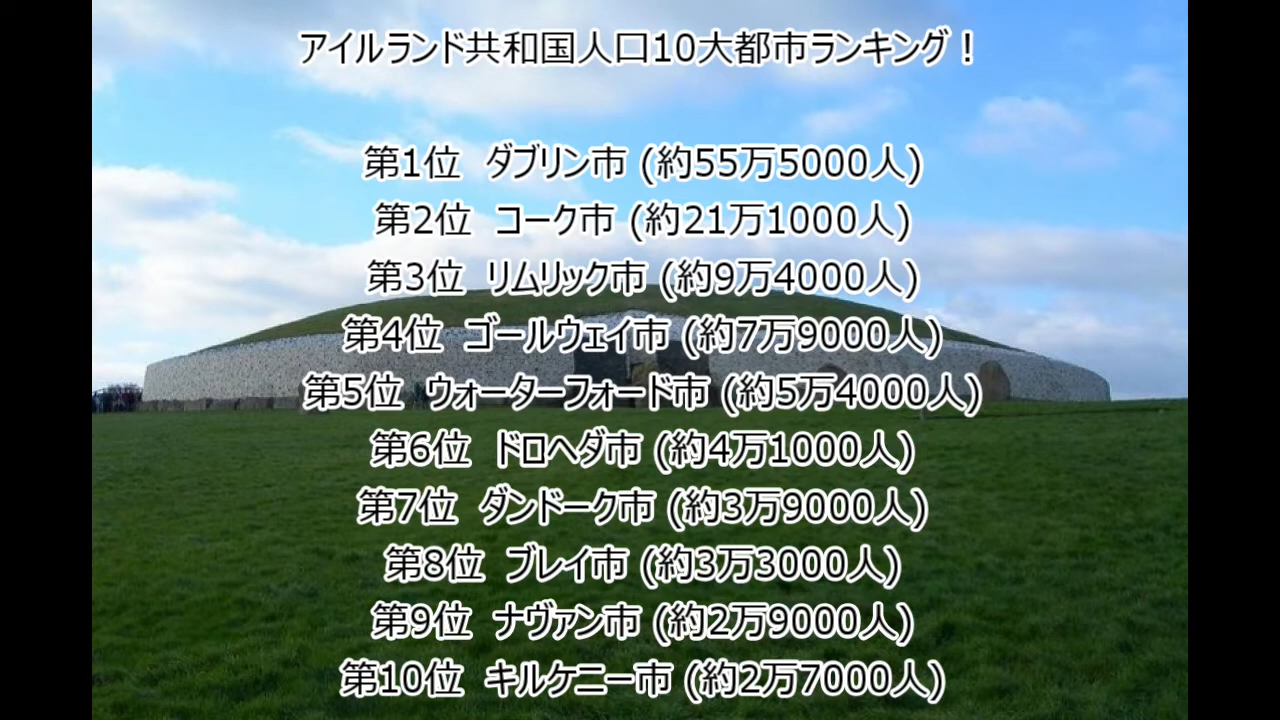 アイルランド共和国人口10大都市ランキング！
第1位 ダブリン市 (約55万5000人)
第2位 コーク市 (約21万1000人)
第3位 リムリック市 (約9万4000人)
第4位 ゴールウェイ市 (約7万9000人)
第5位 ウォーターフォード市 (約5万4000人)
第6位 ドロヘダ市 (約4万1000人)
第7位 ダンドーク市 (約3万9000人)
第8位 ブレイ市 (約3万3000人)
第9位 ナヴァン市 (約2万9000人)
第10位 キルケニー市 (約2万7000人)